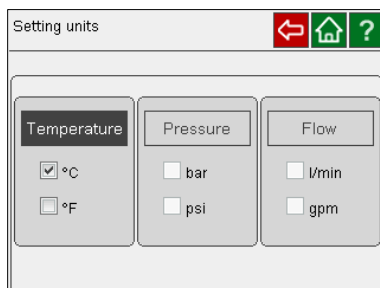 Setting units
?
Temperature
°C
°F
Pressure
bar
psi
Flow
l/min
gpm